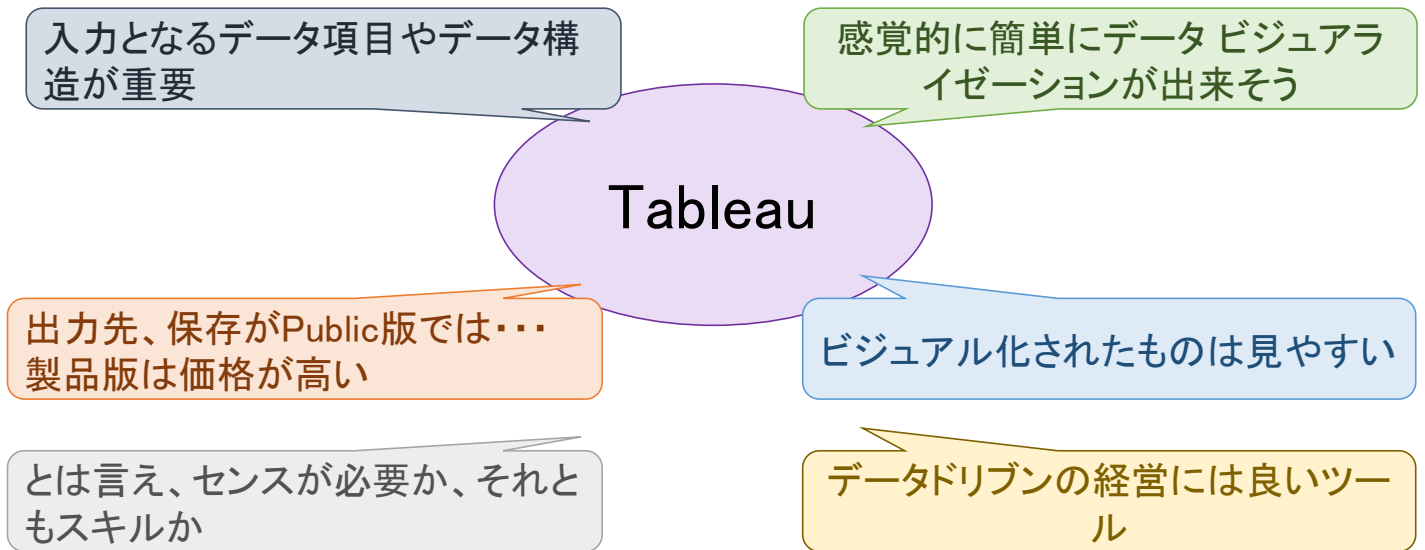 入力となるデータ項目やデータ構
造が重要
感覚的に簡単にデータ ビジュアラ
イゼーションが出来そう
Tableau
出力先、保存がPublic版では・・・
製品版は価格が高い
ビジュアル化されたものは見やすい
とは言え、センスが必要か、それと
もスキルか
データドリブンの経営には良いツー
ル